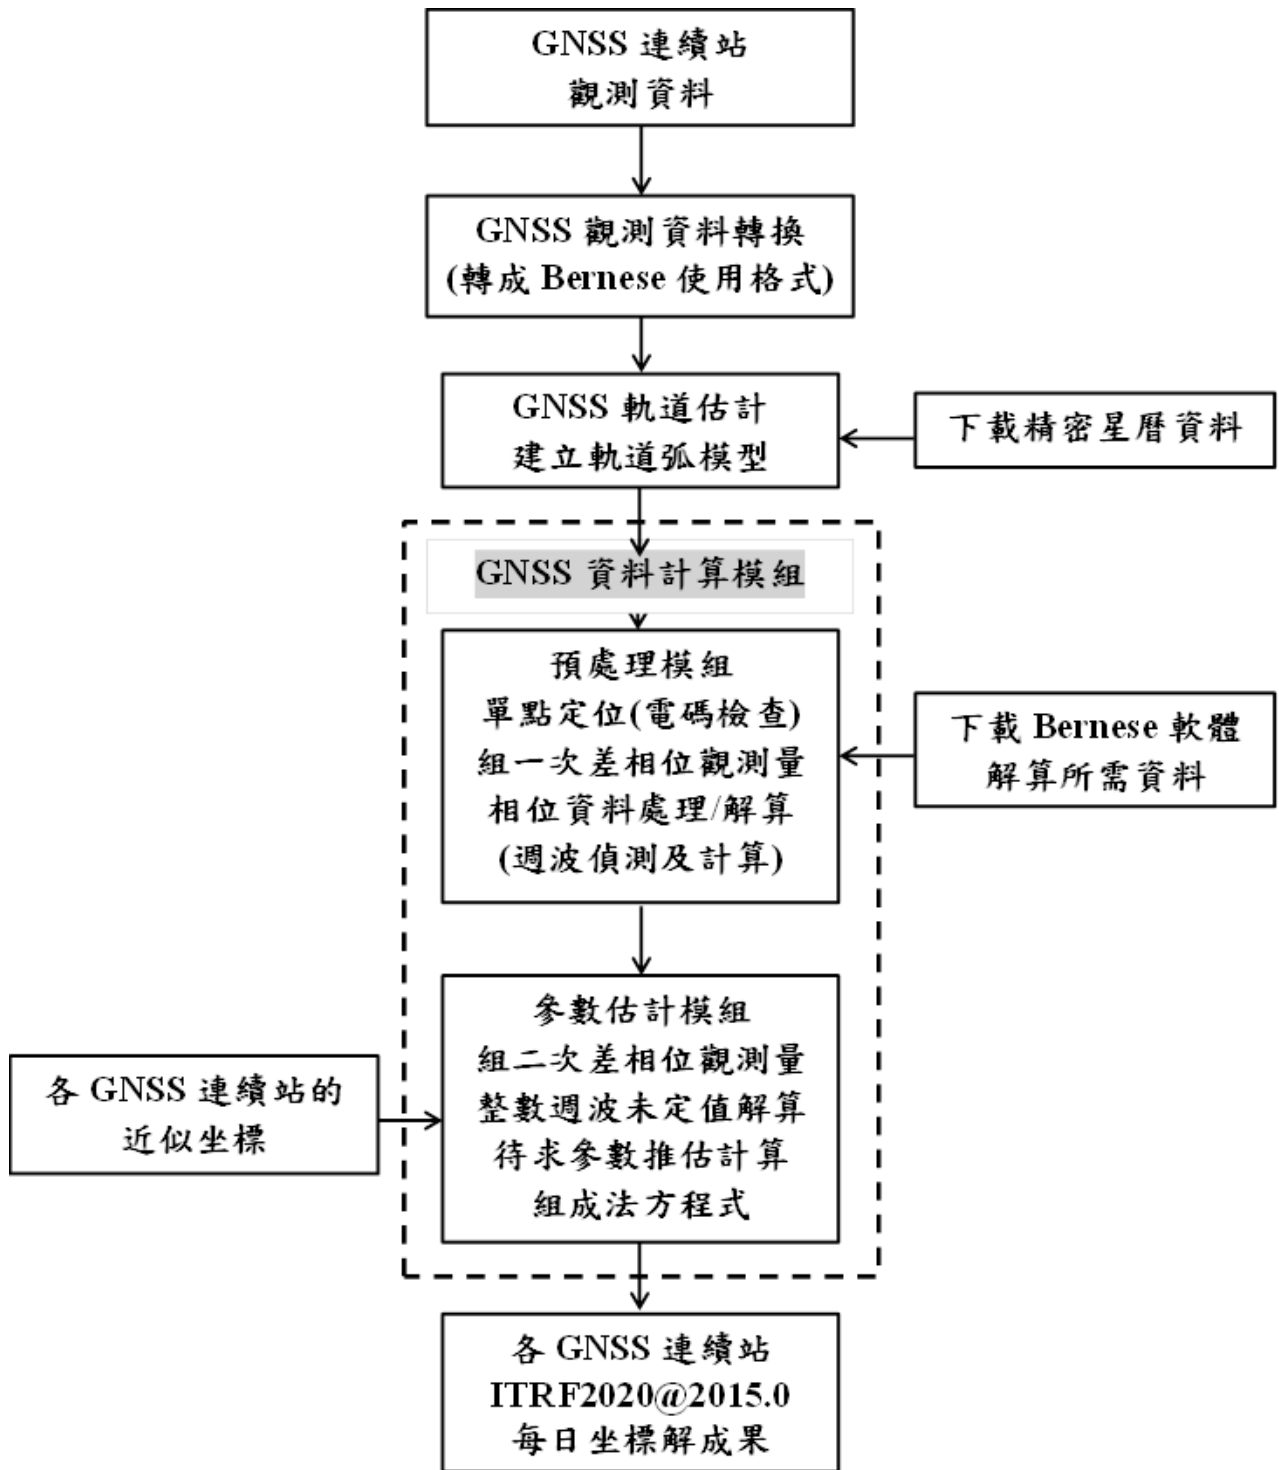 GNSS 連續站
觀測資料
GNSS 觀測資料轉換
(轉成 Bernese 使用格式)
GNSS 軌道估計
建立軌道弧模型
下載精密星曆資料
GNSS 資料計算模組
預處理模組
單點定位(電碼檢查)
組一次差相位觀測量
相位資料處理/解算
(週波偵測及計算)
下載 Bernese 軟體
解算所需資料
參數估計模組
組二次差相位觀測量
整數週波未定值解算
待求參數推估計算
組成法方程式
各 GNSS 連續站的
近似坐標
各 GNSS 連續站
ITRF2020@2015.0
每日坐標解成果